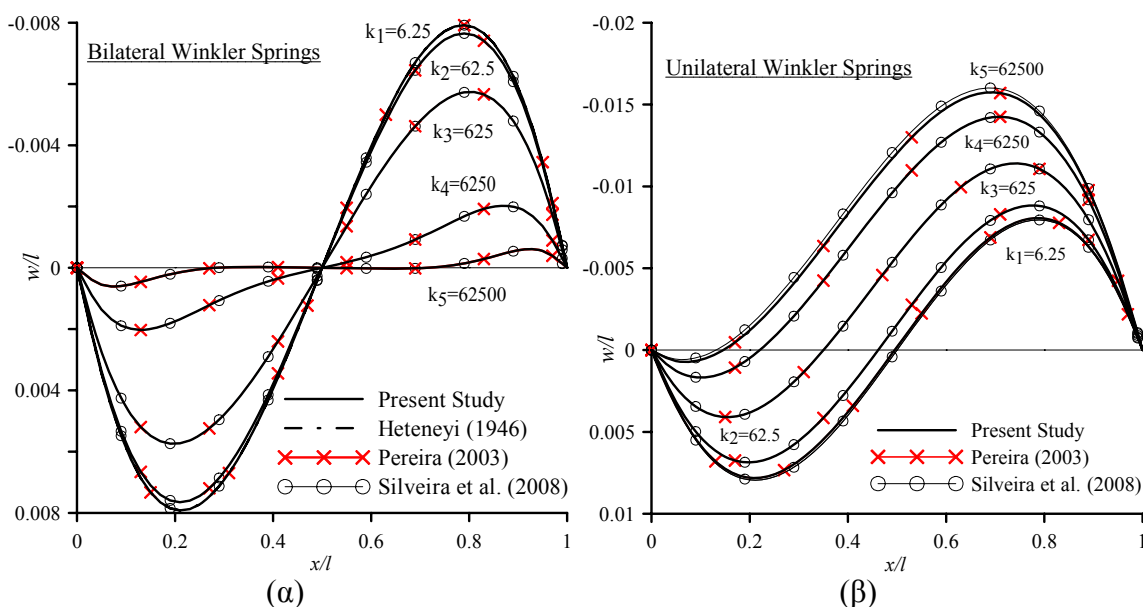 -0.008
-0.004
0
0.004
0.008
w/l
Bilateral Winkler Springs
k1=6.25
k2=62.5
k3=625
k4=6250
k5=62500
Present Study
Heteneyi (1946)
Pereira (2003)
Silveira et al. (2008)
0 0.2 0.4 0.6 0.8 1
x/l
(α)
-0.02
-0.015
-0.01
-0.005
0
0.005
0.01
w/l
Unilateral Winkler Springs
k5=62500
k4=6250
k3=625
k1=6.25
k2=62.5
Present Study
Pereira (2003)
Silveira et al. (2008)
0 0.2 0.4 0.6 0.8 1
x/l
(β)